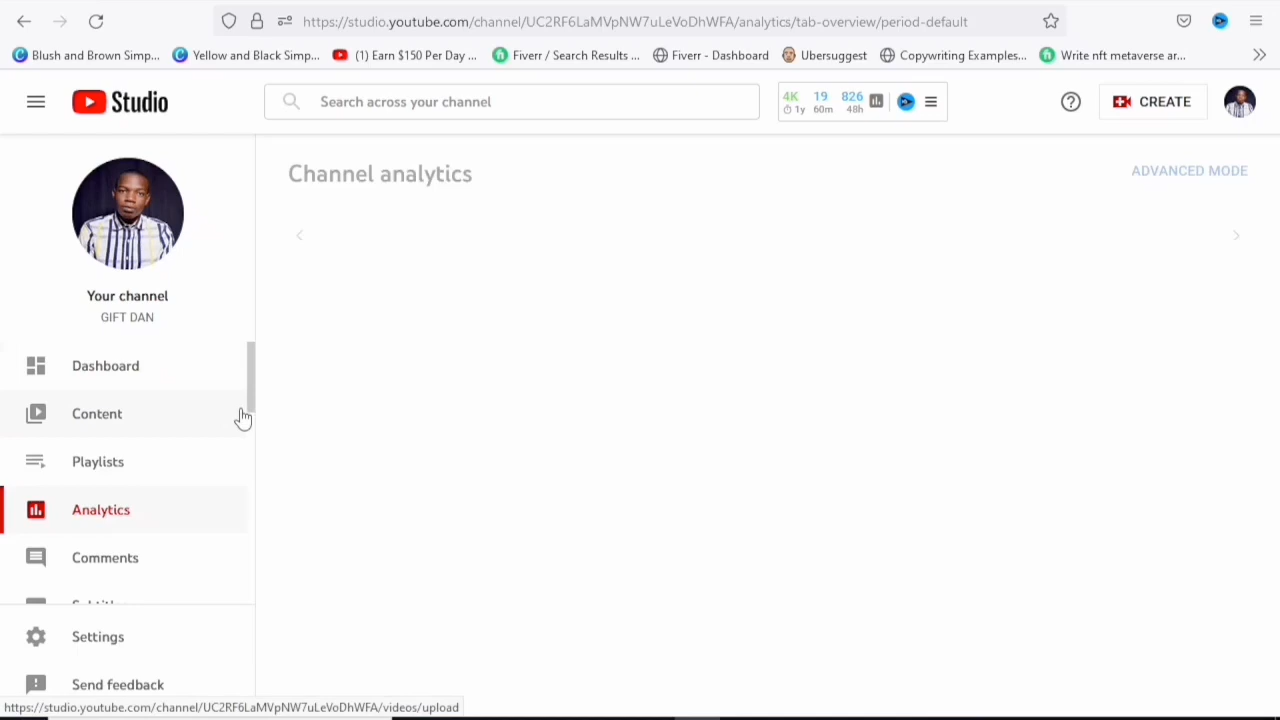 https://studio.youtube.com/channel/UC2RF6LaMVpNW7uLeVoDhWFA/analytics/tab-overview/period-default
Blush and Brown Simp... Yellow and Black Simp... (1) Earn $150 Per Day ... Fiverr / Search Results ... Fiverr - Dashboard Ubersuggest Copywriting Examples... Write nft metaverse ar...
Studio Search across your channel 4K 19 826 CREATE
1y 60m 48h
Channel analytics ADVANCED MODE
Your channel
GIFT DAN
Dashboard
Content
Playlists
Analytics
Comments
Settings
Send feedback
https://studio.youtube.com/channel/UC2RF6LaMVpNW7uLeVoDhWFA/videos/upload